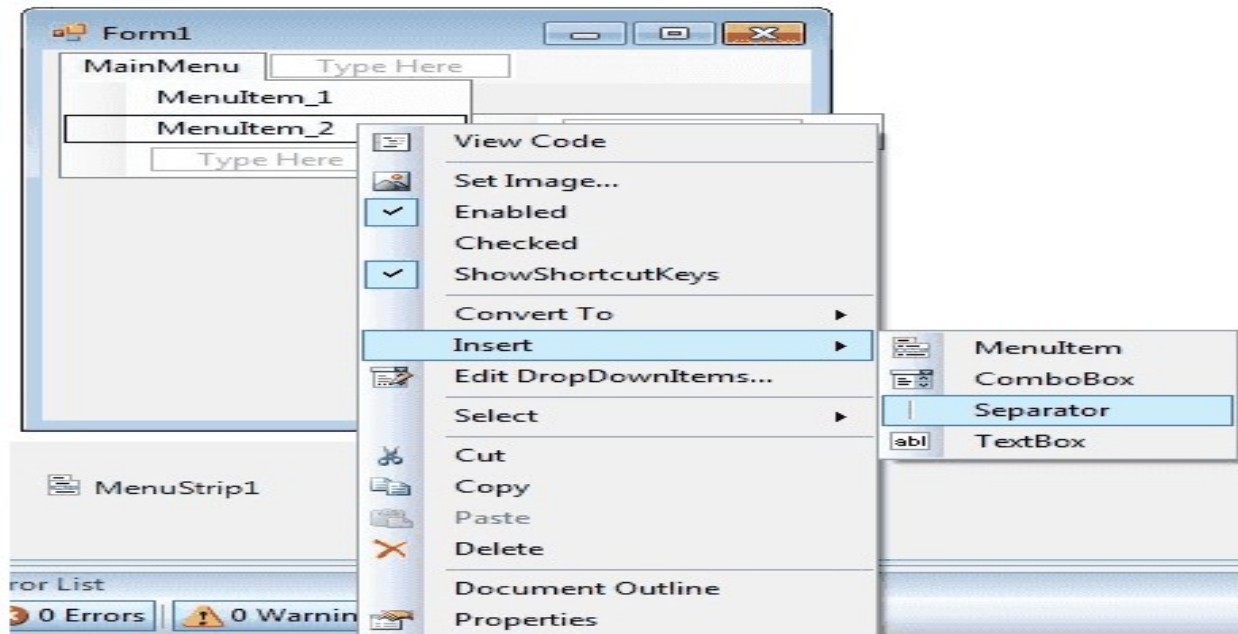 Form1
MainMenu Type Here
MenuItem_1
MenuItem_2
Type Here
View Code
Set Image...
Enabled
Checked
ShowShortcutKeys
Convert To
Insert
Edit DropDownItems...
Select
Cut
Copy
Paste
Delete
Document Outline
Properties
MenuItem
ComboBox
Separator
abl TextBox
MenuStrip1
ror List
0 Errors 0 Warnin